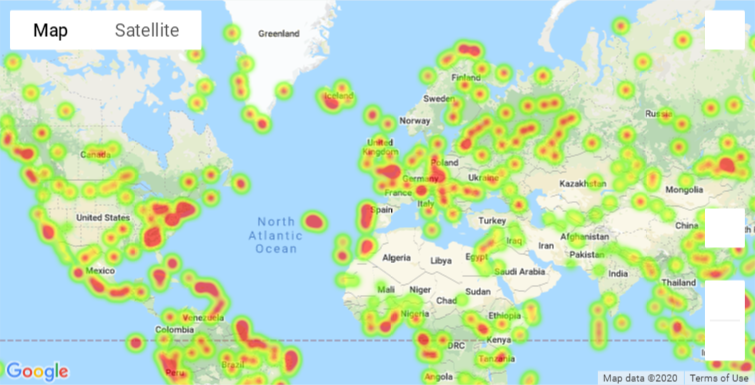 Map
Satellite
Greenland
Iceland
Finland
Sweden
Norway
Russia
Canada
United
Kingdom
Poland
Germany
Ukraine
France
Kazakhstan
Mongolia
Italy
Spain
United States
North
Atlantic
Ocean
Turkey
China
Afghanistan
Iraq
Iran
Pakistan
Algeria
Libya
Egypt
Saudi Arabia
India
Mexico
Mali
Niger
Sudan
Chad
Thailand
Nigeria
Ethiopia
Venezuela
Colombia
DRC
Kenya
Tanzania
Brazil
Peru
Angola
Google
Map data ©2020
Terms of Use